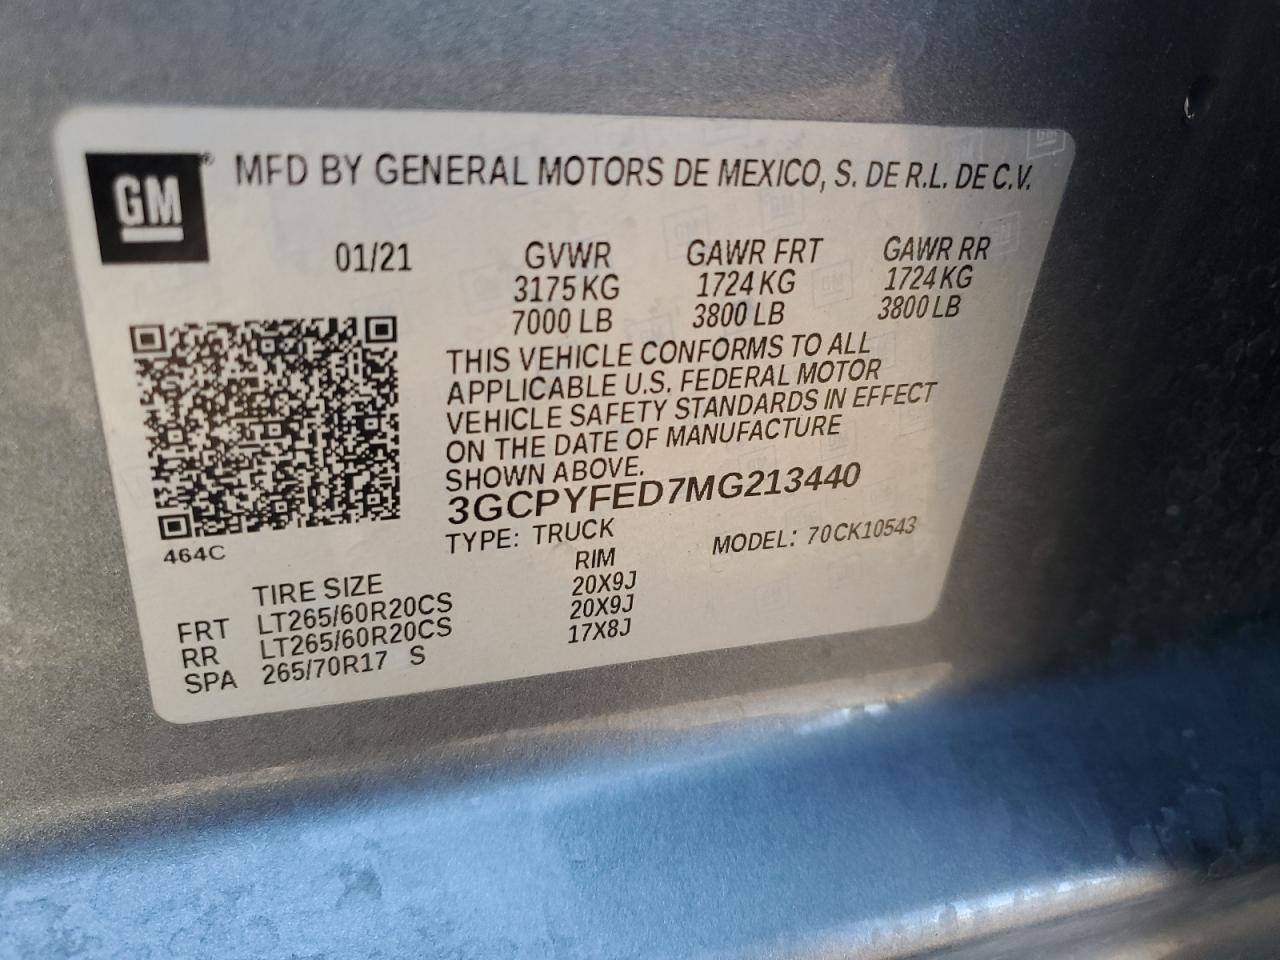 GM® MFD BY GENERAL MOTORS DE MEXICO, S. DE R.L. DE C.V.
01/21 GVWR GAWR FRT GAWR RR
3175 KG 1724 KG 1724 KG
7000 LB 3800 LB 3800 LB
THIS VEHICLE CONFORMS TO ALL
APPLICABLE U.S. FEDERAL MOTOR
VEHICLE SAFETY STANDARDS IN EFFECT
ON THE DATE OF MANUFACTURE
SHOWN ABOVE.
3GCPYFED7MG213440
464C
TYPE: TRUCK MODEL: 70CK10543
TIRE SIZE RIM
FRT LT265/60R20CS 20X9J
RR LT265/60R20CS 20X9J
SPA 265/70R17 S 17X8J